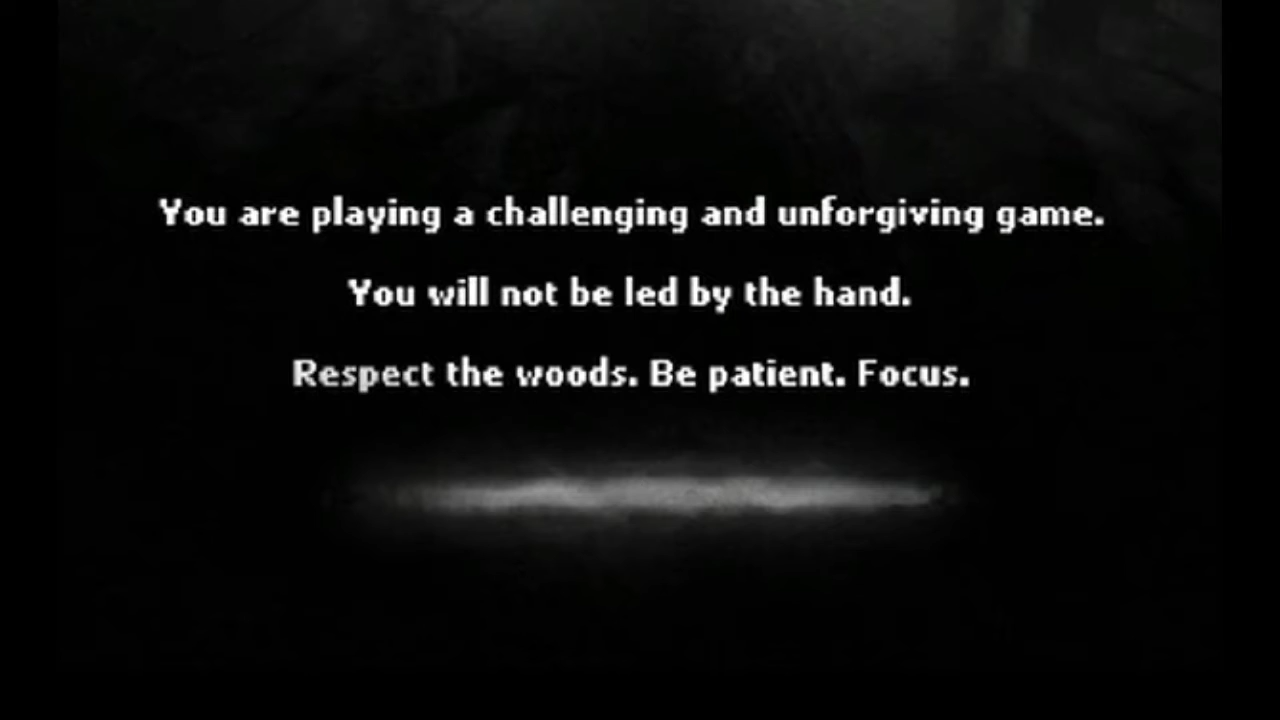 You are playing a challenging and unforgiving game.
You will not be led by the hand.
Respect the woods. Be patient. Focus.